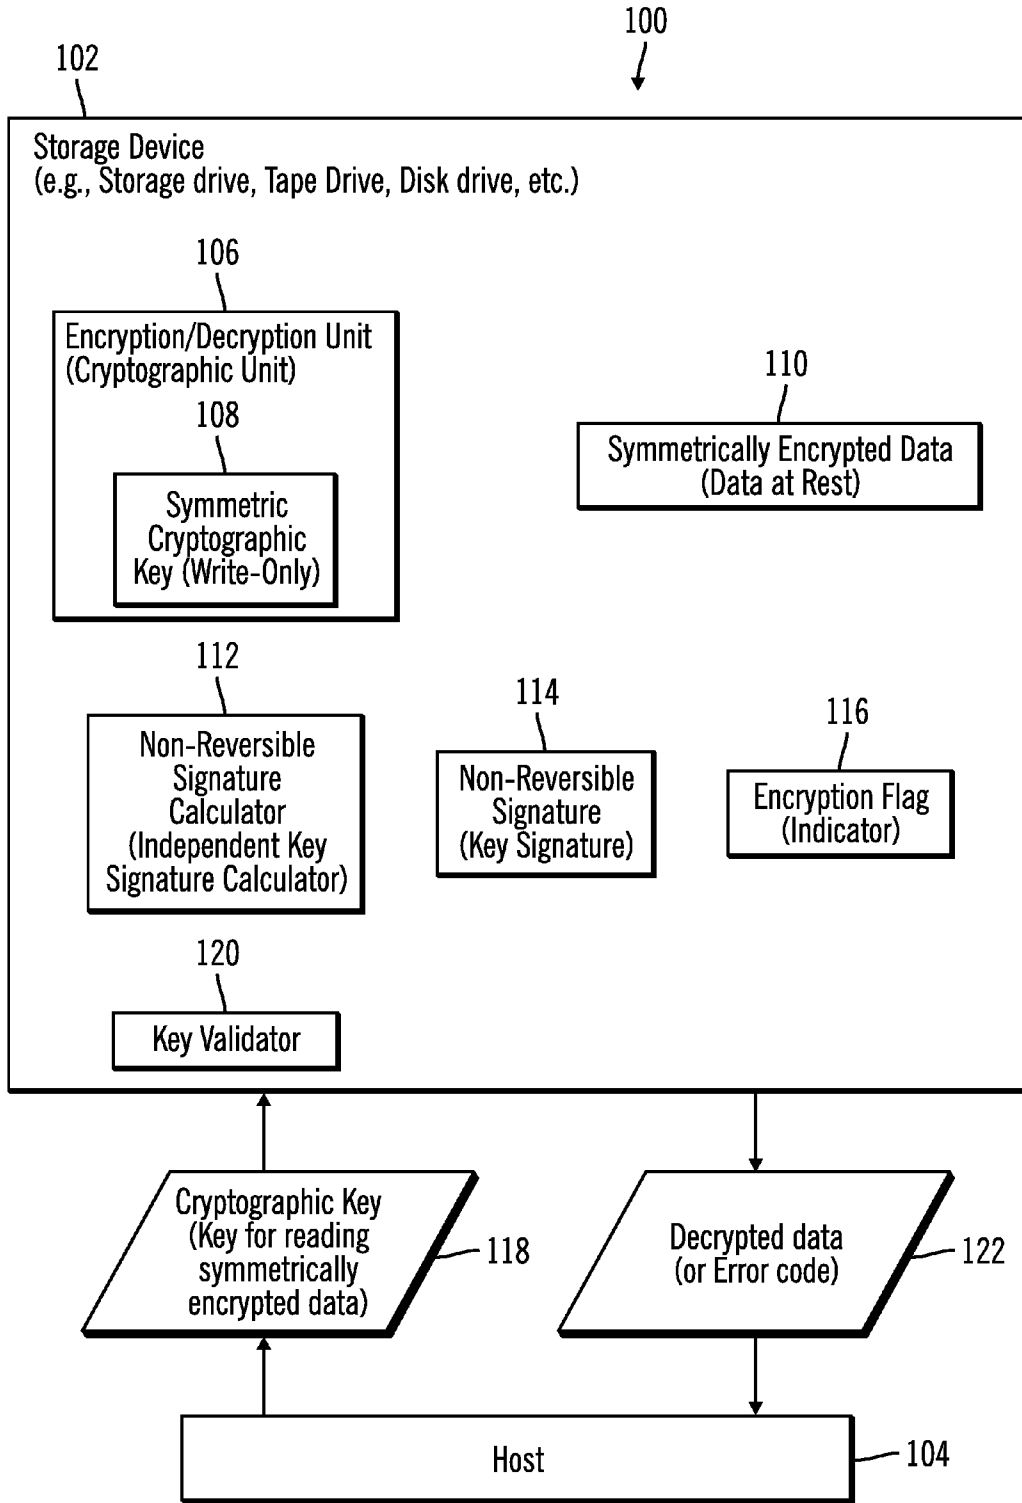 100
102
Storage Device
(e.g., Storage drive, Tape Drive, Disk drive, etc.)
106
Encryption/Decryption Unit
(Cryptographic Unit)
108
Symmetric
Cryptographic
Key (Write-Only)
110
Symmetrically Encrypted Data
(Data at Rest)
112
Non-Reversible
Signature
Calculator
(Independent Key
Signature Calculator)
114
Non-Reversible
Signature
(Key Signature)
116
Encryption Flag
(Indicator)
120
Key Validator
Cryptographic Key
(Key for reading
symmetrically
encrypted data)
118
Decrypted data
(or Error code)
122
Host
104